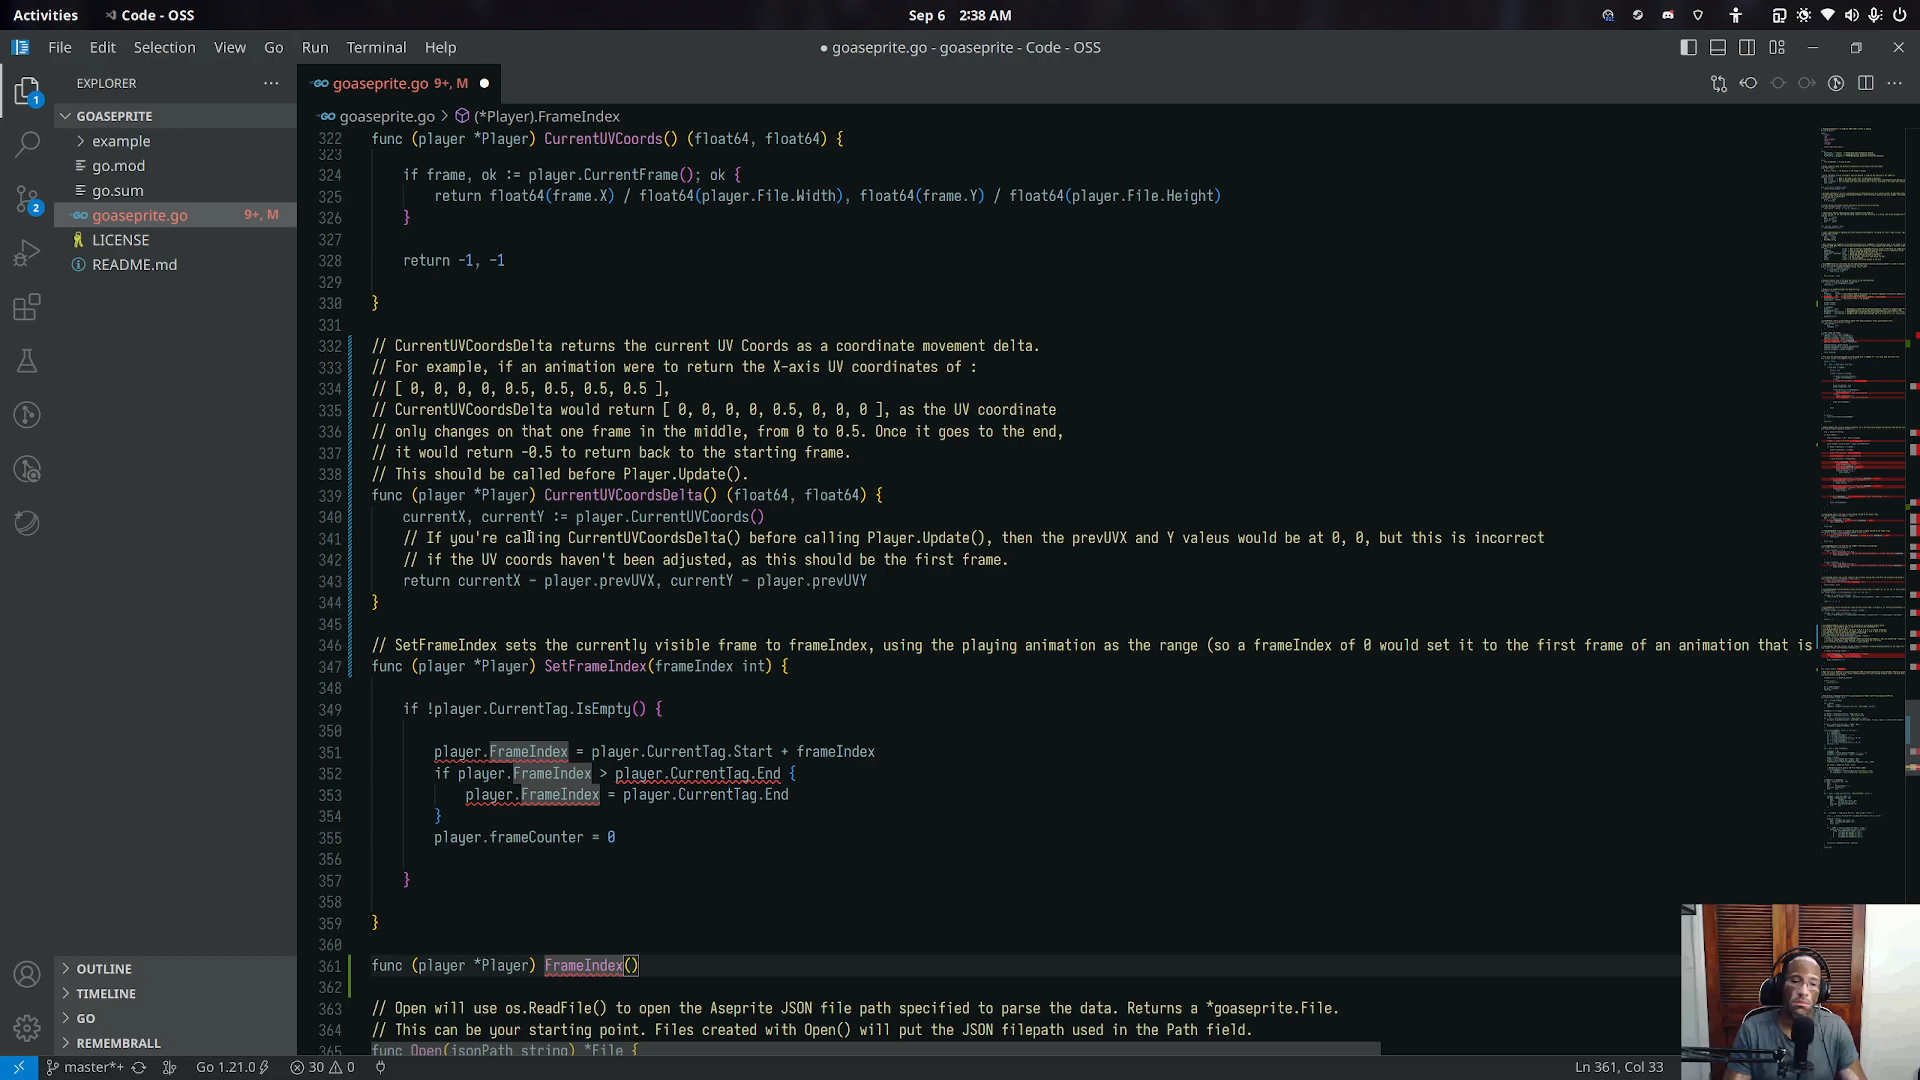 Activities
Code - OSS
Sep 6 2:38 AM
File Edit Selection View Go Run Terminal Help
● goaseprite.go - goaseprite - Code - OSS
EXPLORER
goaseprite.go 9+, M
1
GOASEPRITE
example
go.mod
go.sum
goaseprite.go 9+, M
LICENSE
README.md
2
goaseprite.go > (*Player).FrameIndex
322 func (player *Player) CurrentUVCoords() (float64, float64) {
323
324 if frame, ok := player.CurrentFrame(); ok {
325 return float64(frame.X) / float64(player.File.Width), float64(frame.Y) / float64(player.File.Height)
326 }
327
328 return -1, -1
329
330 }
331
332 // CurrentUVCoordsDelta returns the current UV Coords as a coordinate movement delta.
333 // For example, if an animation were to return the X-axis UV coordinates of :
334 // [ 0, 0, 0, 0, 0.5, 0.5, 0.5, 0.5 ],
335 // CurrentUVCoordsDelta would return [ 0, 0, 0, 0, 0.5, 0, 0, 0 ], as the UV coordinate
336 // only changes on that one frame in the middle, from 0 to 0.5. Once it goes to the end,
337 // it would return -0.5 to return back to the starting frame.
338 // This should be called before Player.Update().
339 func (player *Player) CurrentUVCoordsDelta() (float64, float64) {
340 currentX, currentY := player.CurrentUVCoords()
341 // If you're calling CurrentUVCoordsDelta() before calling Player.Update(), then the prevUVX and Y valeus would be at 0, 0, but this is incorrect
342 // if the UV coords haven't been adjusted, as this should be the first frame.
343 return currentX - player.prevUVX, currentY - player.prevUVY
344 }
345
346 // SetFrameIndex sets the currently visible frame to frameIndex, using the playing animation as the range (so a frameIndex of 0 would set it to the first frame of an animation that is
347 func (player *Player) SetFrameIndex(frameIndex int) {
348
349 if !player.CurrentTag.IsEmpty() {
350
351 player.FrameIndex = player.CurrentTag.Start + frameIndex
352 if player.FrameIndex > player.CurrentTag.End {
353 player.FrameIndex = player.CurrentTag.End
354 }
355 player.frameCounter = 0
356
357 }
358
359 }
360
361 func (player *Player) FrameIndex()
362
363 // Open will use os.ReadFile() to open the Aseprite JSON file path specified to parse the data. Returns a *goaseprite.File.
364 // This can be your starting point. Files created with Open() will put the JSON filepath used in the Path field.
365 func Open(jsonPath string) *File {
OUTLINE
TIMELINE
GO
REMEMBRALL
master*+
Go 1.21.0
30 0
Ln 361, Col 33